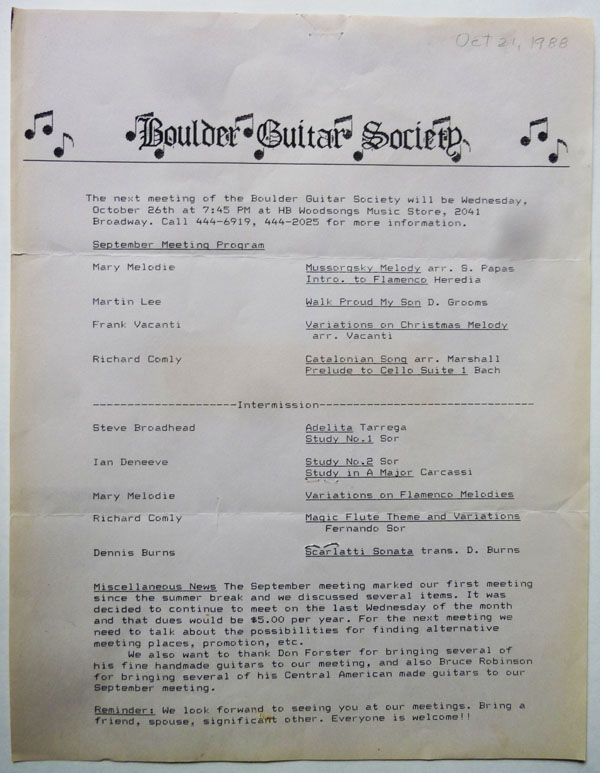 Oct 21, 1988
Boulder Guitar Society
The next meeting of the Boulder Guitar Society will be Wednesday,
October 26th at 7:45 PM at HB Woodsongs Music Store, 2041
Broadway. Call 444-6919, 444-2025 for more information.
September Meeting Program
Mary Melodie Mussorgsky Melody arr. S. Papas
Intro. to Flamenco Heredia
Martin Lee Walk Proud My Son D. Grooms
Frank Vacanti Variations on Christmas Melody
arr. Vacanti
Richard Comly Catalonian Song arr. Marshall
Prelude to Cello Suite 1 Bach
---------------------Intermission-------------------------------
Steve Broadhead Adelita Tarrega
Study No.1 Sor
Ian Deneeve Study No.2 Sor
Study in A Major Carcassi
Mary Melodie Variations on Flamenco Melodies
Richard Comly Magic Flute Theme and Variations
Fernando Sor
Dennis Burns Scarlatti Sonata trans. D. Burns
Miscellaneous News The September meeting marked our first meeting
since the summer break and we discussed several items. It was
decided to continue to meet on the last Wednesday of the month
and that dues would be $5.00 per year. For the next meeting we
need to talk about the possibilities for finding alternative
meeting places, promotion, etc.
We also want to thank Don Forster for bringing several of
his fine handmade guitars to our meeting, and also Bruce Robinson
for bringing several of his Central American made guitars to our
September meeting.
Reminder: We look forward to seeing you at our meetings. Bring a
friend, spouse, significant other. Everyone is welcome!!